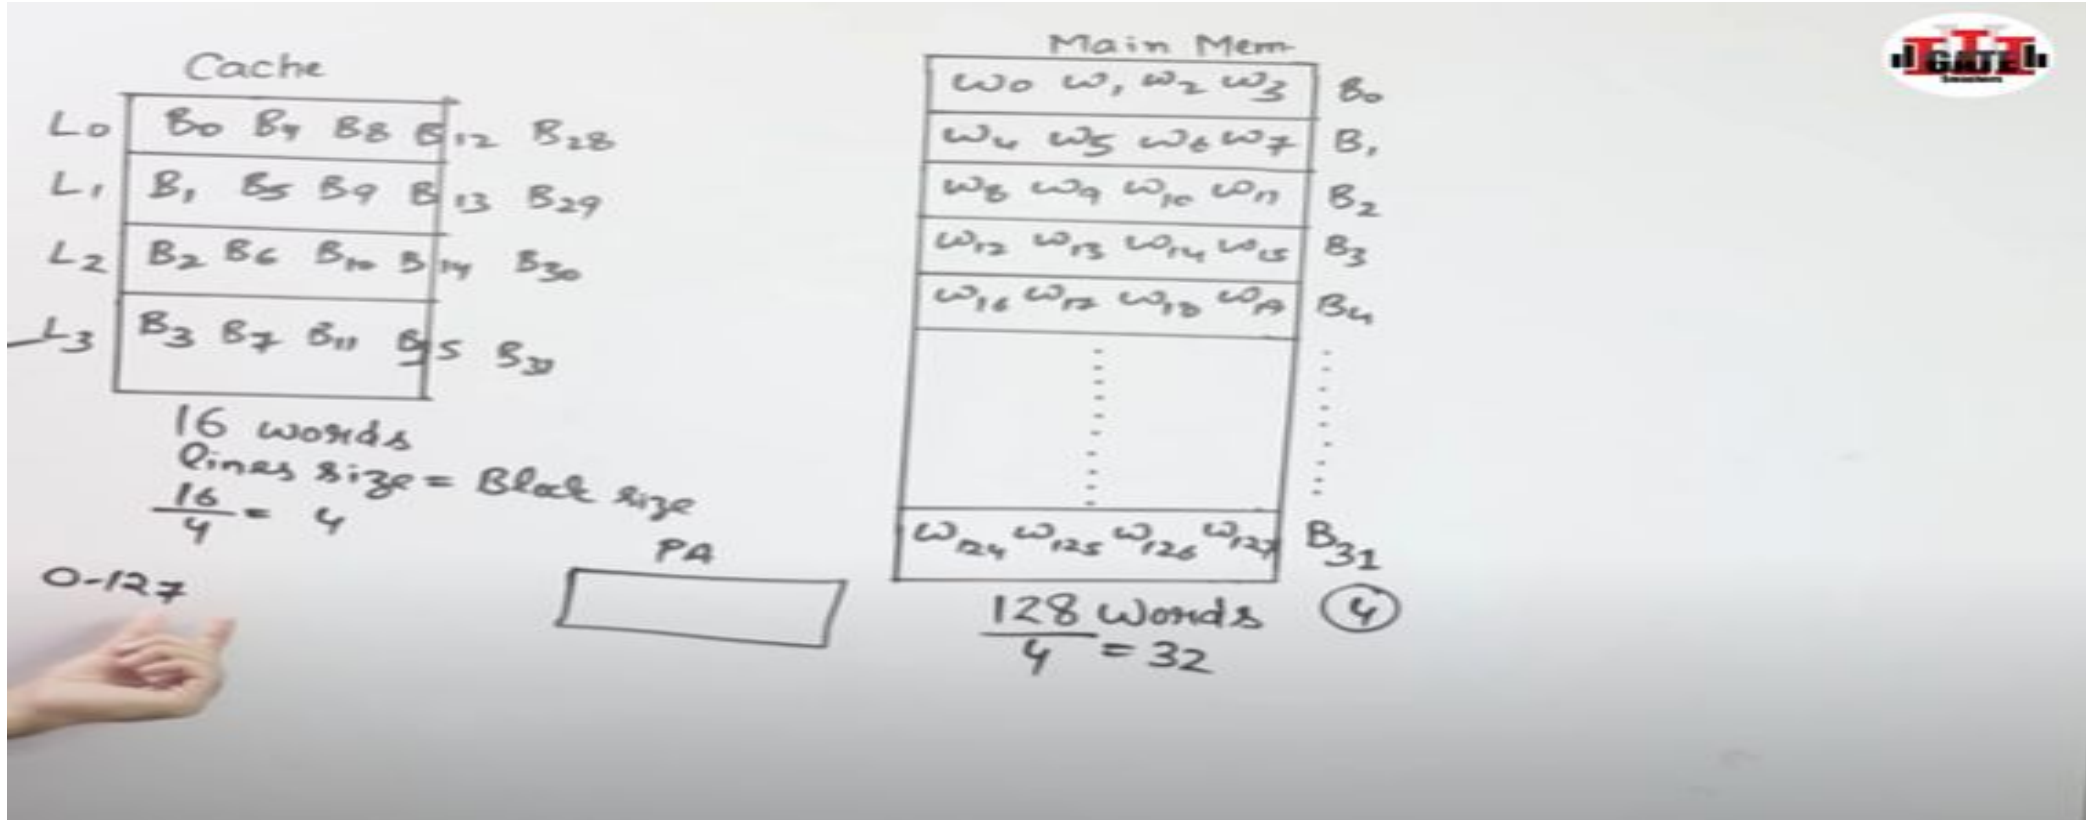 Cache
L0 B0 B4 B8 B12 B28
L1 B1 B5 B9 B13 B29
L2 B2 B6 B10 B14 B30
L3 B3 B7 B11 B15 B31
16 words
lines size = Block size
16/4 = 4
0-127
PA
Main Mem
W0 W1 W2 W3 B0
W4 W5 W6 W7 B1
W8 W9 W10 W11 B2
W12 W13 W14 W15 B3
W16 W17 W18 W19 B4
W124 W125 W126 W127 B31
128 Words 4
4 = 32
GATE